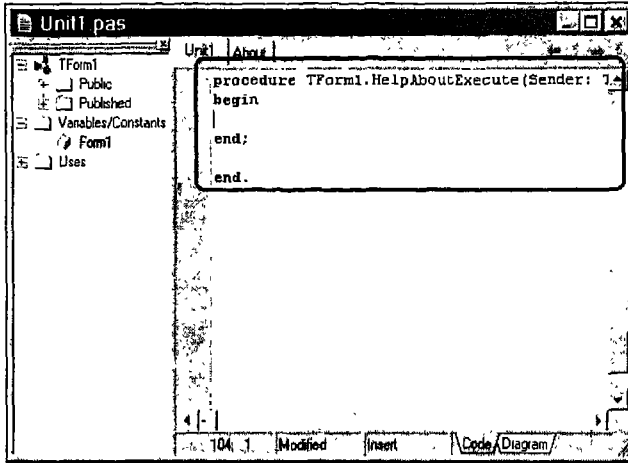 Unit1.pas
TForm1
Public
Published
Variables/Constants
Form1
Uses
Unit1 About
procedure TForm1.HelpAboutExecute(Sender: T
begin
end;
end.
104: 1 Modified Insert Code Diagram